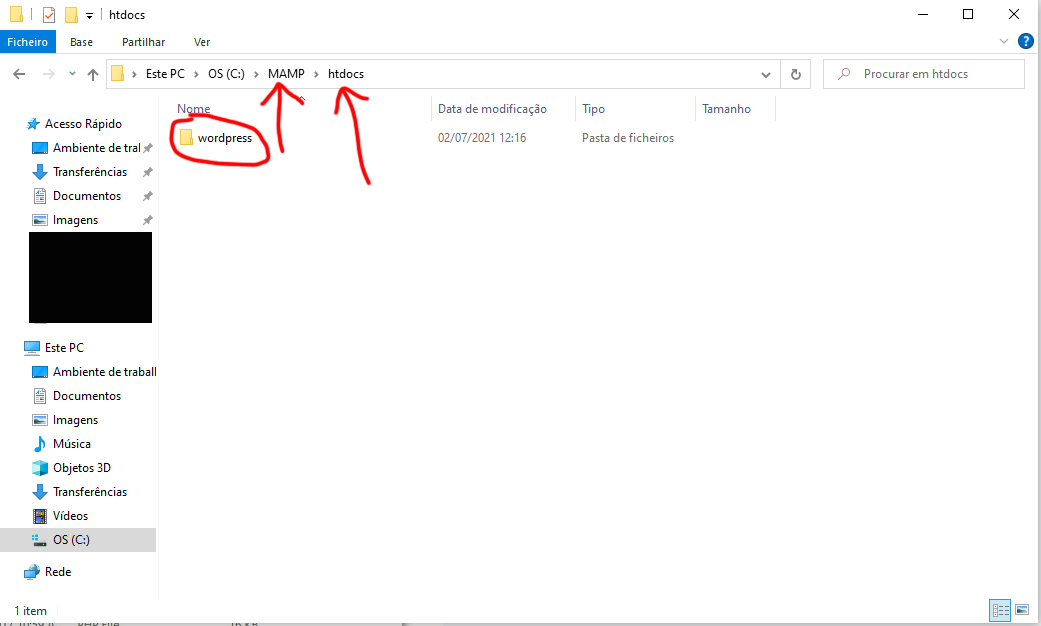 htdocs
Ficheiro Base Partilhar Ver
Este PC OS (C:) MAMP htdocs Procurar em htdocs
Nome Data de modificação Tipo Tamanho
wordpress 02/07/2021 12:16 Pasta de ficheiros
Acesso Rápido
Ambiente de tral
Transferências
Documentos
Imagens
Este PC
Ambiente de traball
Documentos
Imagens
Música
Objetos 3D
Transferências
Vídeos
OS (C:)
Rede
1 item